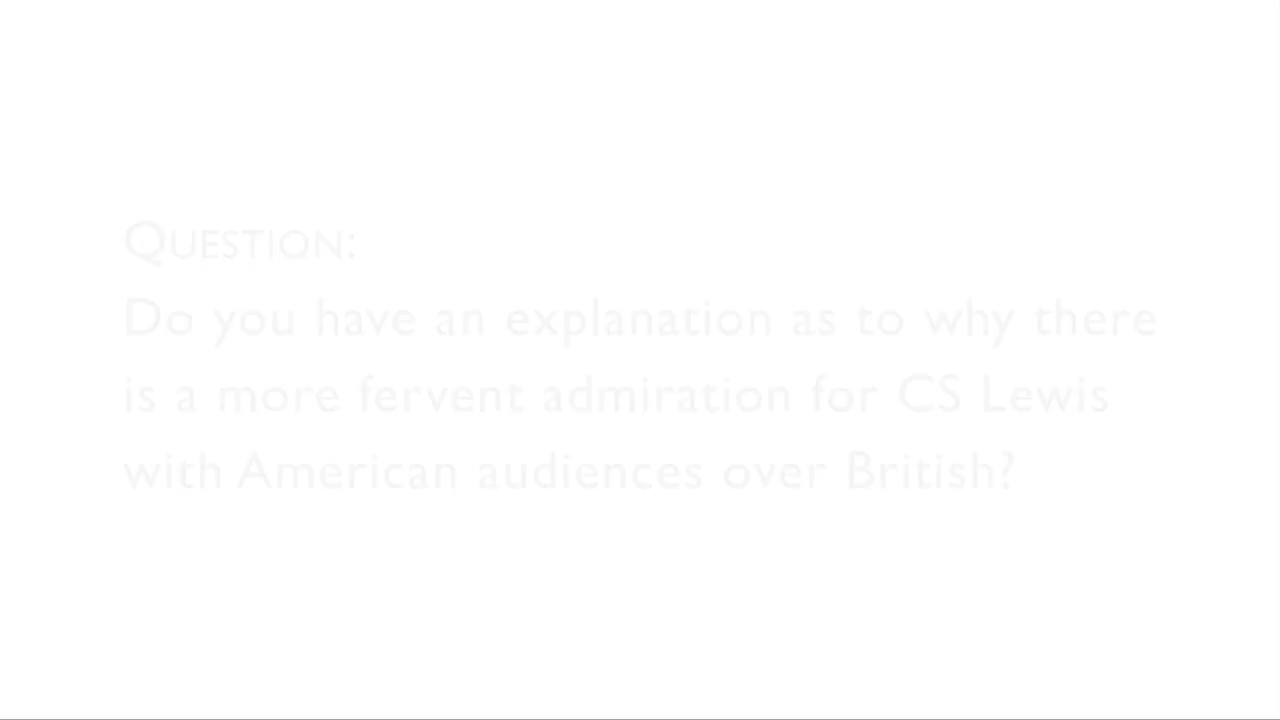 QUESTION:
Do you have an explanation as to why there
is a more fervent admiration for CS Lewis
with American audiences over British?